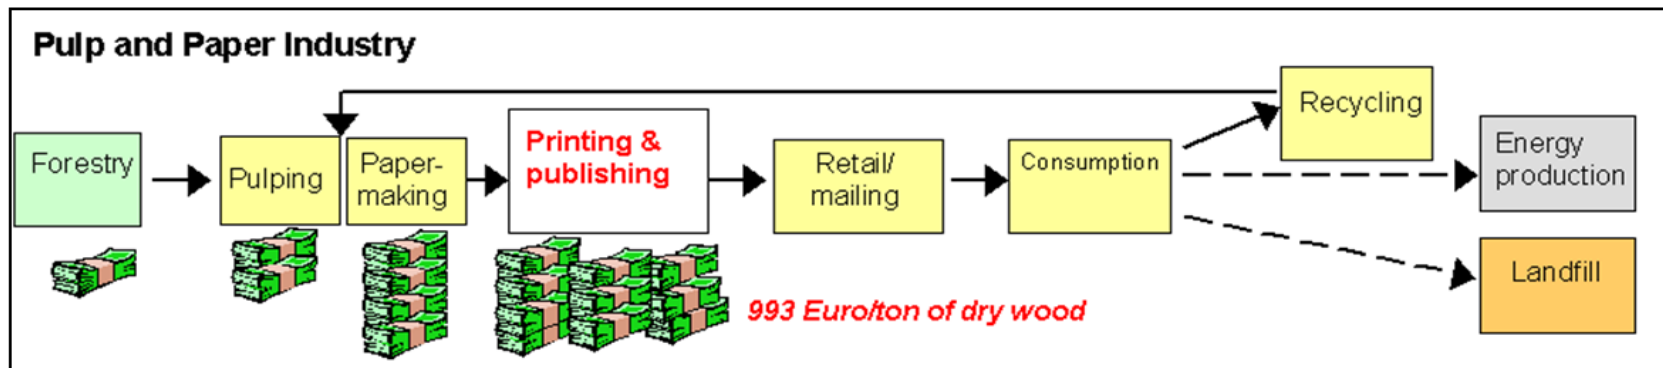 Pulp and Paper Industry
Forestry
Pulping
Paper-
making
Printing &
publishing
Retail/
mailing
Consumption
Recycling
Energy
production
Landfill
993 Euro/ton of dry wood